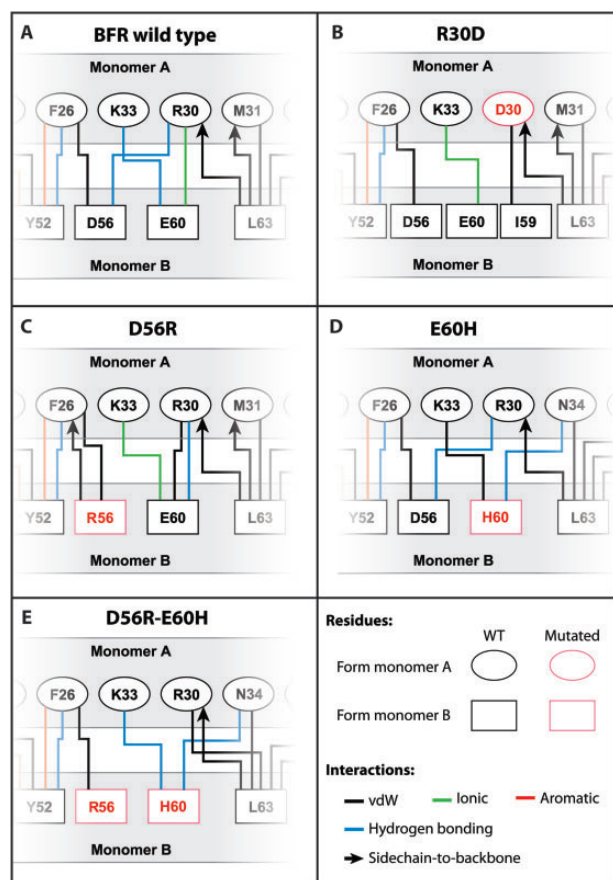 A BFR wild type
Monomer A
F26 K33 R30 M31
Y52 D56 E60 L63
Monomer B
B R30D
Monomer A
F26 K33 D30 M31
Y52 D56 E60 I59 L63
Monomer B
C D56R
Monomer A
F26 K33 R30 M31
Y52 R56 E60 L63
Monomer B
D E60H
Monomer A
F26 K33 R30 N34
Y52 D56 H60 L63
Monomer B
E D56R-E60H
Monomer A
F26 K33 R30 N34
Y52 R56 H60 L63
Monomer B
Residues: WT Mutated
Form monomer A
Form monomer B
Interactions:
vdW Ionic Aromatic
Hydrogen bonding
Sidechain-to-backbone